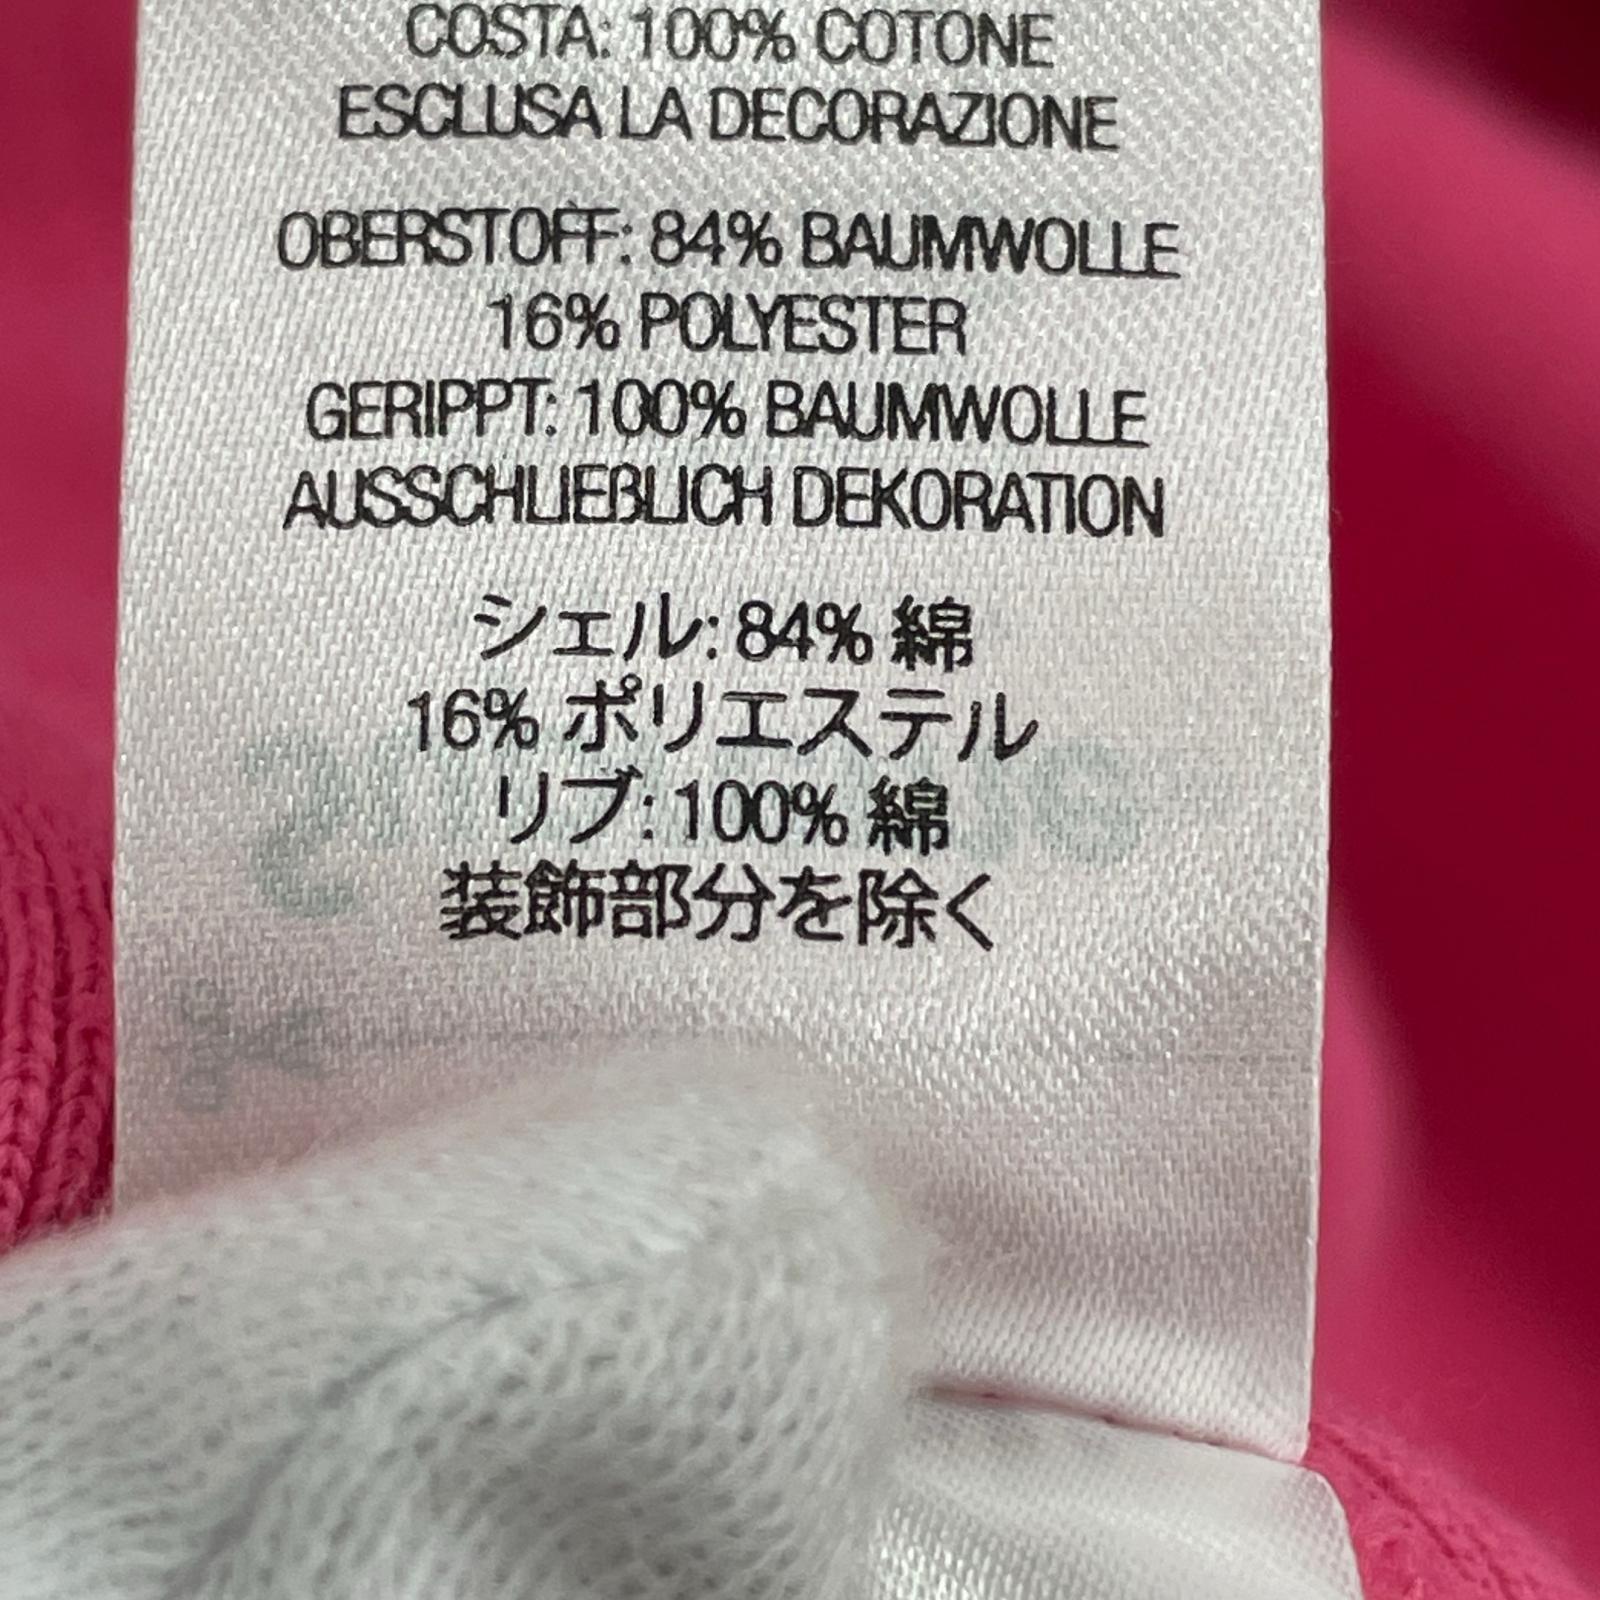 COSTA: 100% COTONE
ESCLUSA LA DECORAZIONE
OBERSTOFF: 84% BAUMWOLLE
16% POLYESTER
GERIPPT: 100% BAUMWOLLE
AUSSCHLIEßLICH DEKORATION
シェル: 84% 綿
16% ポリエステル
リブ: 100% 綿
装飾部分を除く